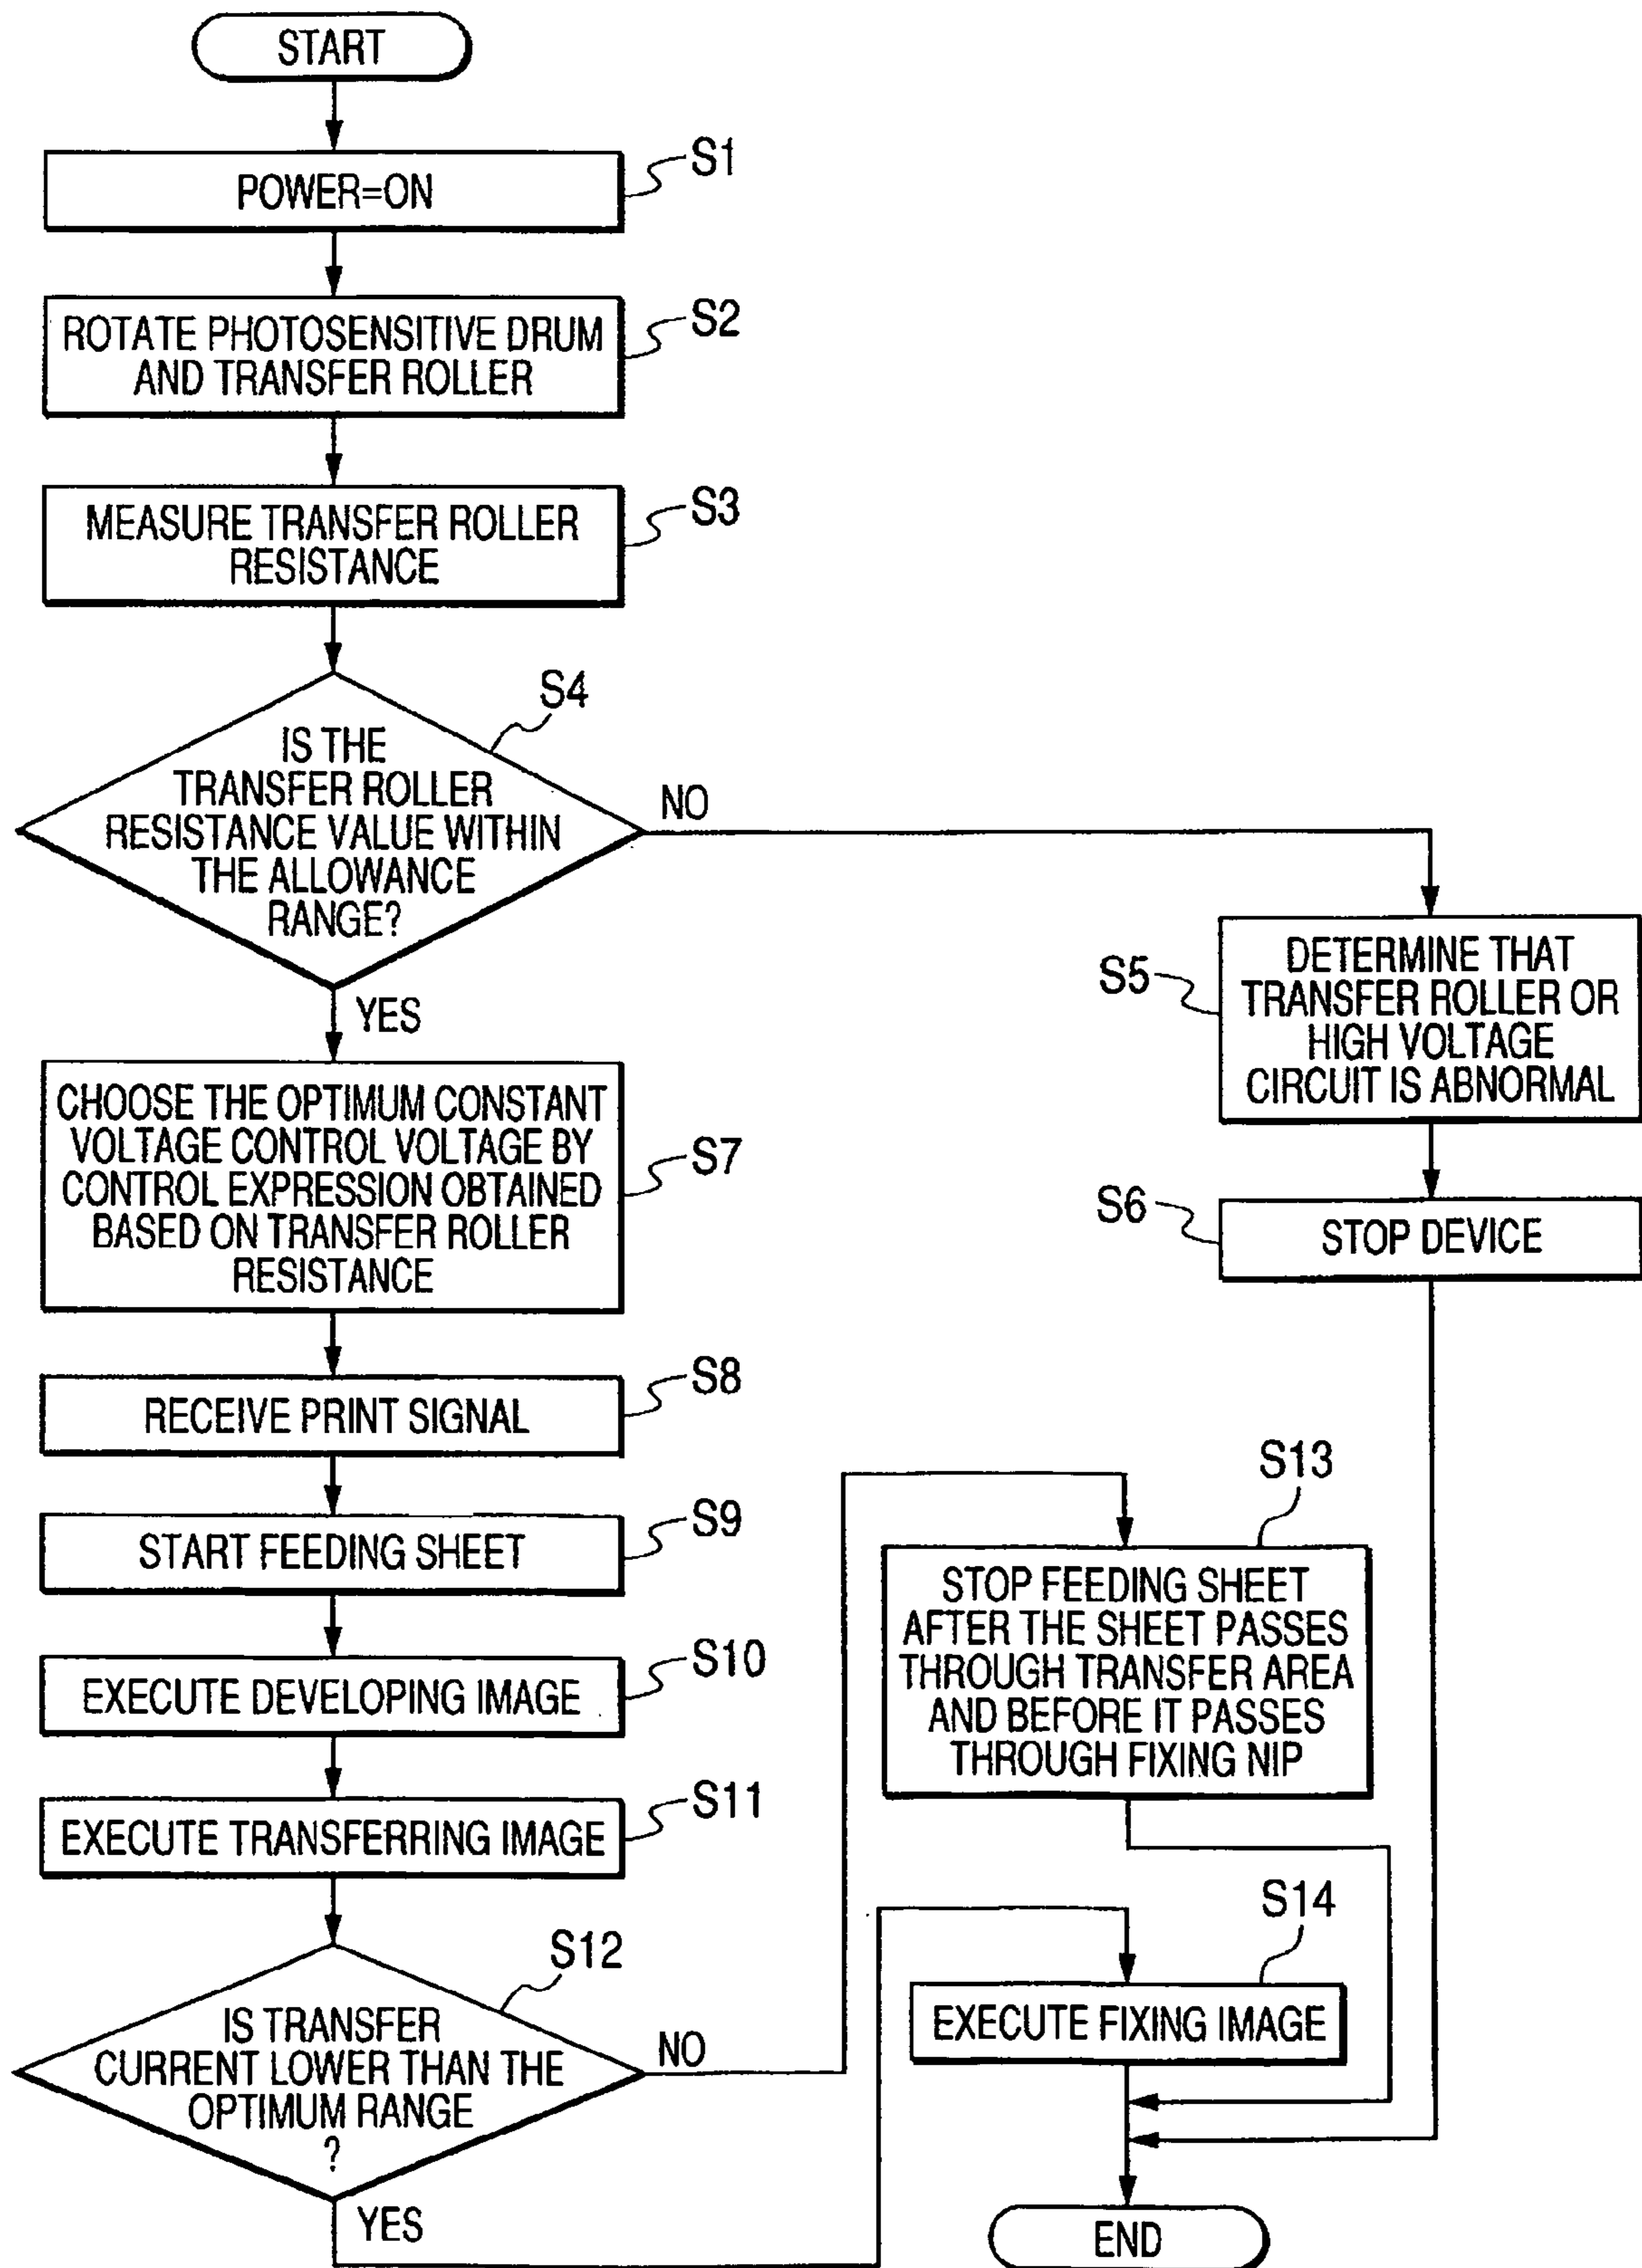 START
POWER=ON
S1
ROTATE PHOTOSENSITIVE DRUM
AND TRANSFER ROLLER
S2
MEASURE TRANSFER ROLLER
RESISTANCE
S3
IS THE
TRANSFER ROLLER
RESISTANCE VALUE WITHIN
THE ALLOWANCE
RANGE?
S4
NO
YES
DETERMINE THAT
TRANSFER ROLLER OR
HIGH VOLTAGE
CIRCUIT IS ABNORMAL
S5
STOP DEVICE
S6
CHOOSE THE OPTIMUM CONSTANT
VOLTAGE CONTROL VOLTAGE BY
CONTROL EXPRESSION OBTAINED
BASED ON TRANSFER ROLLER
RESISTANCE
S7
RECEIVE PRINT SIGNAL
S8
START FEEDING SHEET
S9
EXECUTE DEVELOPING IMAGE
S10
EXECUTE TRANSFERRING IMAGE
S11
IS TRANSFER
CURRENT LOWER THAN THE
OPTIMUM RANGE
?
S12
NO
YES
S13
STOP FEEDING SHEET
AFTER THE SHEET PASSES
THROUGH TRANSFER AREA
AND BEFORE IT PASSES
THROUGH FIXING NIP
S14
EXECUTE FIXING IMAGE
END